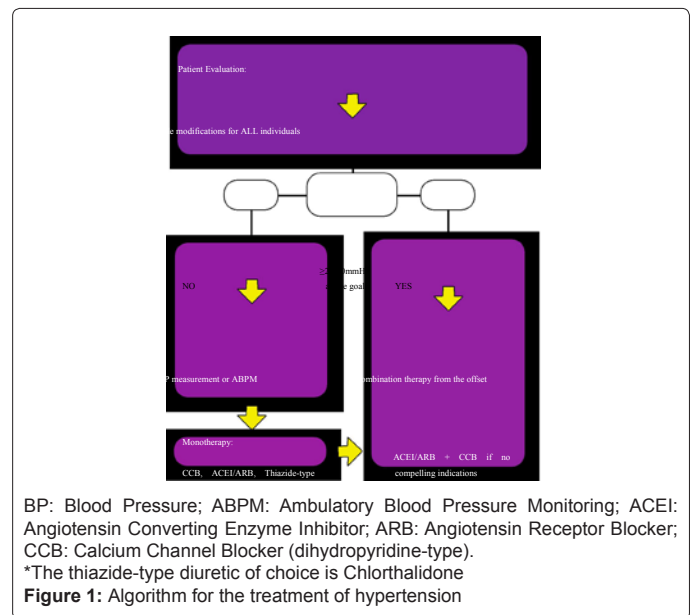 Patient Evaluation:
modifications for ALL individuals
NO
YES
measurement or ABPM
combination therapy from the offset
Monotherapy:
CCB, ACEI/ARB, Thiazide-type
ACEI/ARB + CCB if no
compelling indications
BP: Blood Pressure; ABPM: Ambulatory Blood Pressure Monitoring; ACEI:
Angiotensin Converting Enzyme Inhibitor; ARB: Angiotensin Receptor Blocker;
CCB: Calcium Channel Blocker (dihydropyridine-type).
*The thiazide-type diuretic of choice is Chlorthalidone
Figure 1: Algorithm for the treatment of hypertension